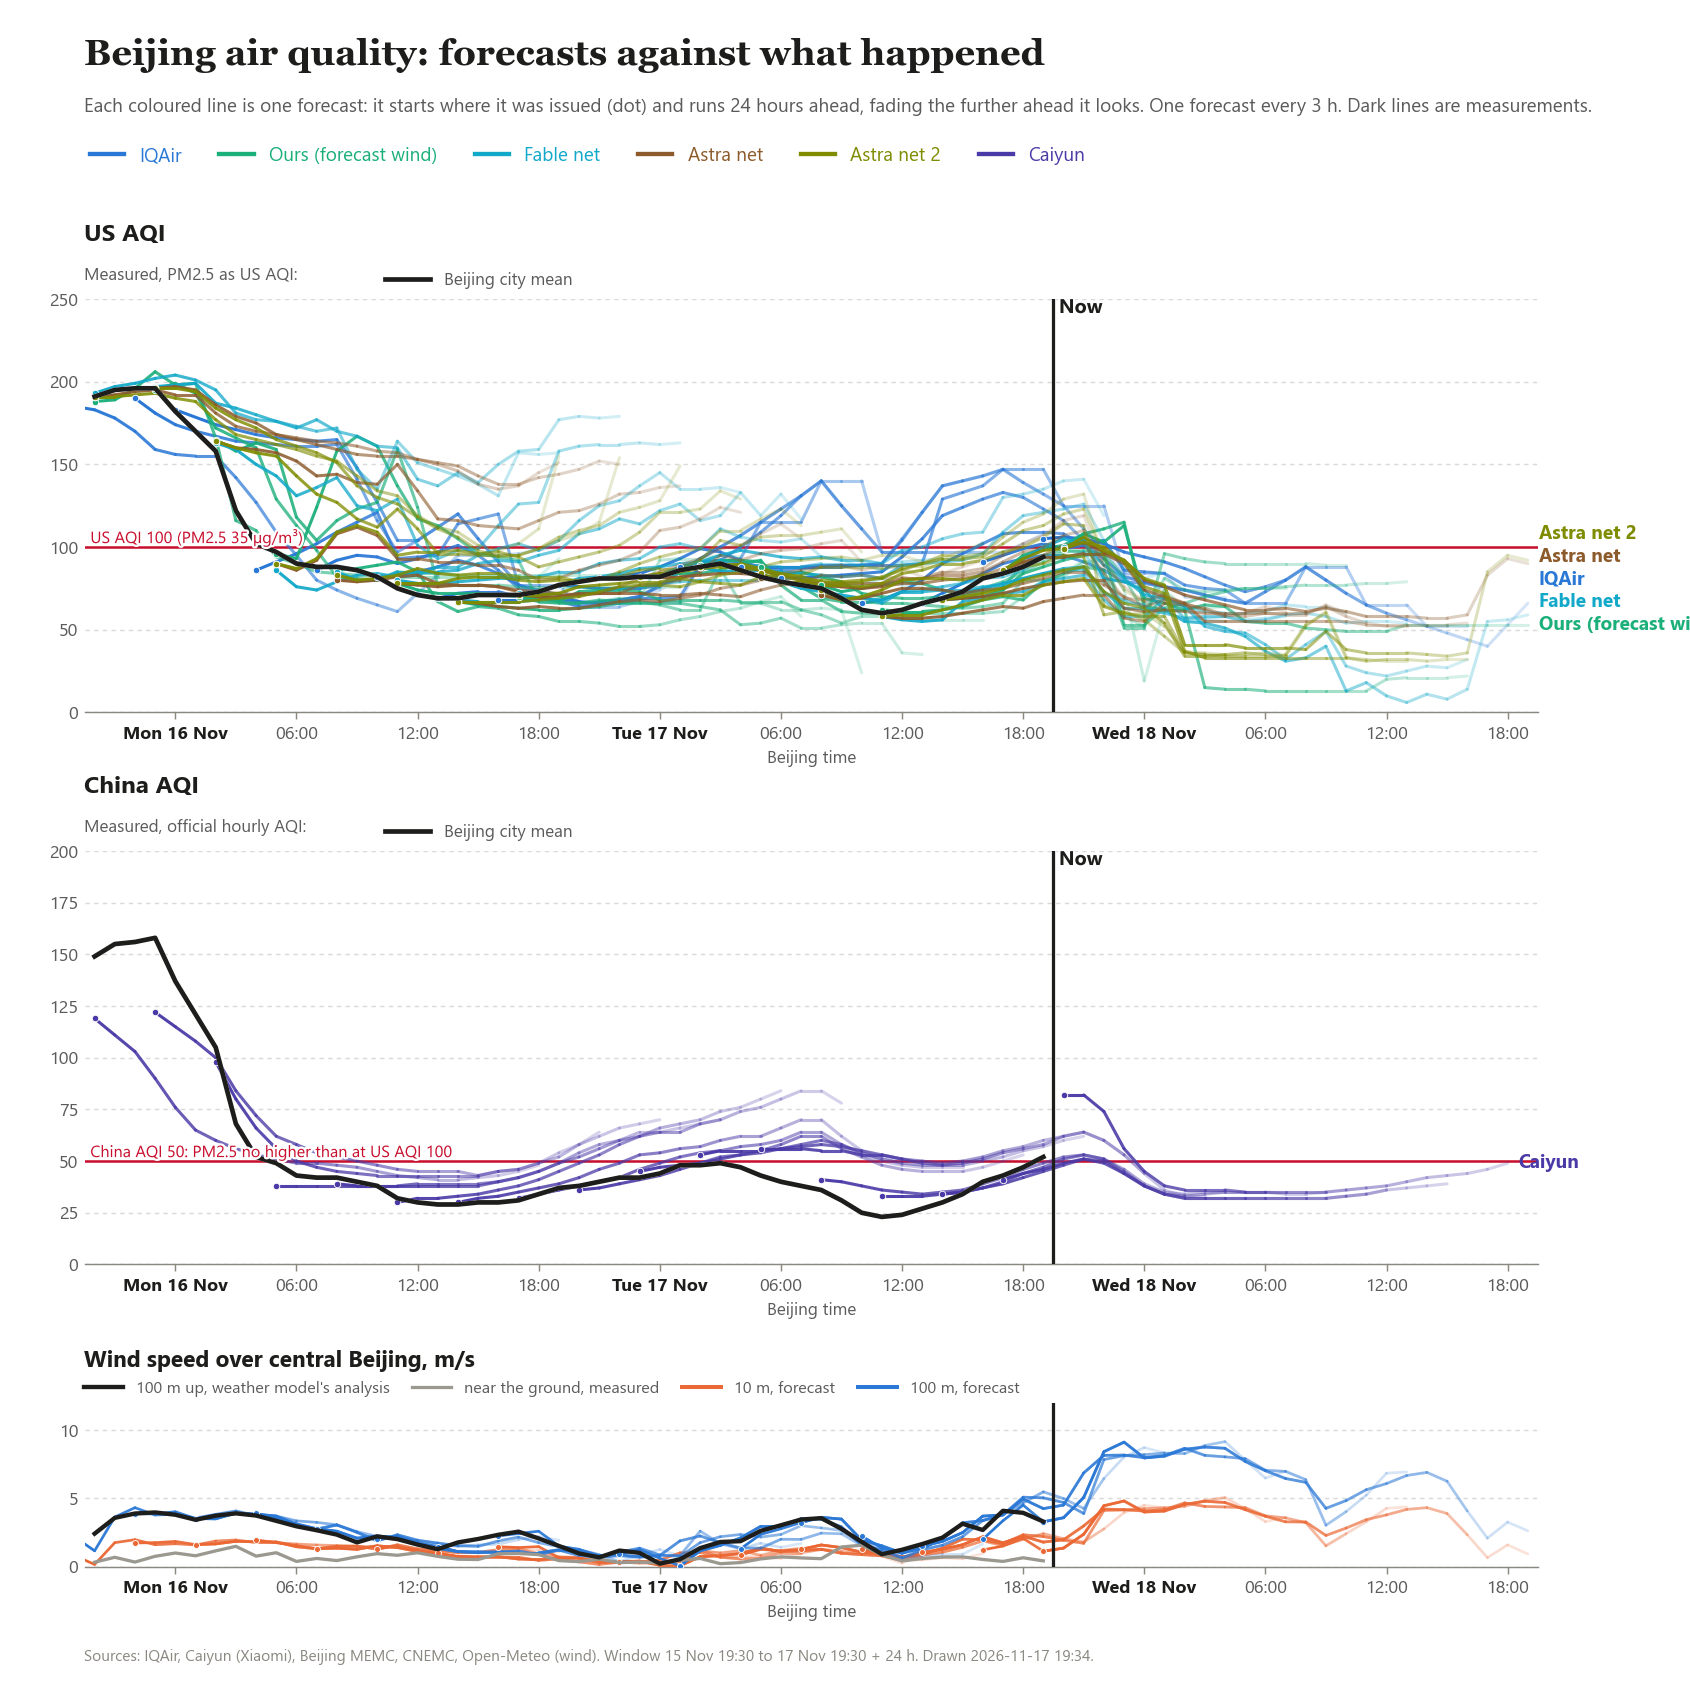 Beijing air quality: forecasts against what happened
Each coloured line is one forecast: it starts where it was issued (dot) and runs 24 hours ahead, fading the further ahead it looks. One forecast every 3 h. Dark lines are measurements.
IQAir Ours (forecast wind) Fable net Astra net Astra net 2 Caiyun
US AQI
Measured, PM2.5 as US AQI: Beijing city mean
250
Now
200
150
US AQI 100 (PM2.5 35 µg/m³)
100
Astra net 2
Astra net
IQAir
Fable net
Ours (forecast wi
50
0
Mon 16 Nov 06:00 12:00 18:00 Tue 17 Nov 06:00 12:00 18:00 Wed 18 Nov 06:00 12:00 18:00
Beijing time
China AQI
Measured, official hourly AQI: Beijing city mean
200
Now
175
150
125
100
75
China AQI 50: PM2.5 no higher than at US AQI 100
50
Caiyun
25
0
Mon 16 Nov 06:00 12:00 18:00 Tue 17 Nov 06:00 12:00 18:00 Wed 18 Nov 06:00 12:00 18:00
Beijing time
Wind speed over central Beijing, m/s
100 m up, weather model's analysis near the ground, measured 10 m, forecast 100 m, forecast
10
5
0
Mon 16 Nov 06:00 12:00 18:00 Tue 17 Nov 06:00 12:00 18:00 Wed 18 Nov 06:00 12:00 18:00
Beijing time
Sources: IQAir, Caiyun (Xiaomi), Beijing MEMC, CNEMC, Open-Meteo (wind). Window 15 Nov 19:30 to 17 Nov 19:30 + 24 h. Drawn 2026-11-17 19:34.